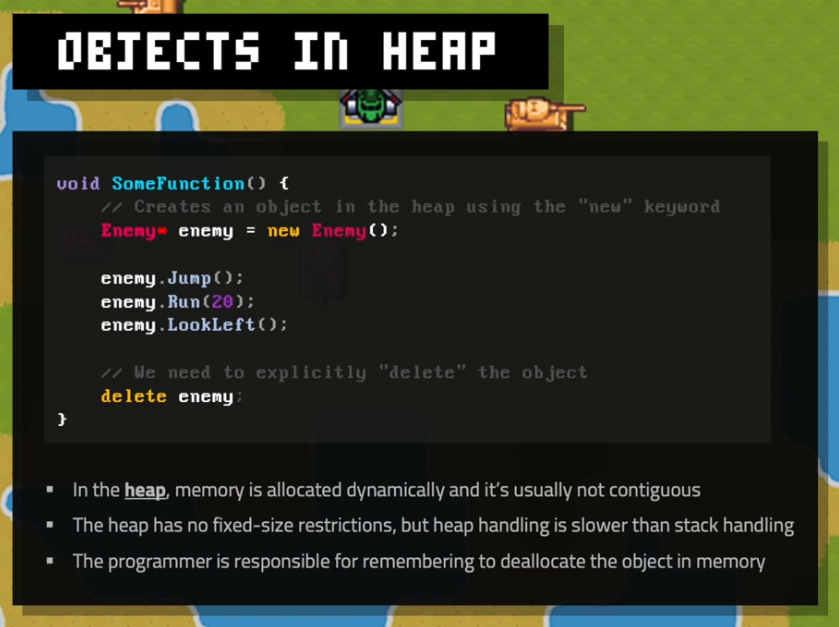 OBJECTS IN HEAP
void SomeFunction() {
// Creates an object in the heap using the "new" keyword
Enemy* enemy = new Enemy();
enemy.Jump();
enemy.Run(20);
enemy.LookLeft();
// We need to explicitly "delete" the object
delete enemy;
}
▪ In the heap, memory is allocated dynamically and it's usually not contiguous
▪ The heap has no fixed-size restrictions, but heap handling is slower than stack handling
▪ The programmer is responsible for remembering to deallocate the object in memory